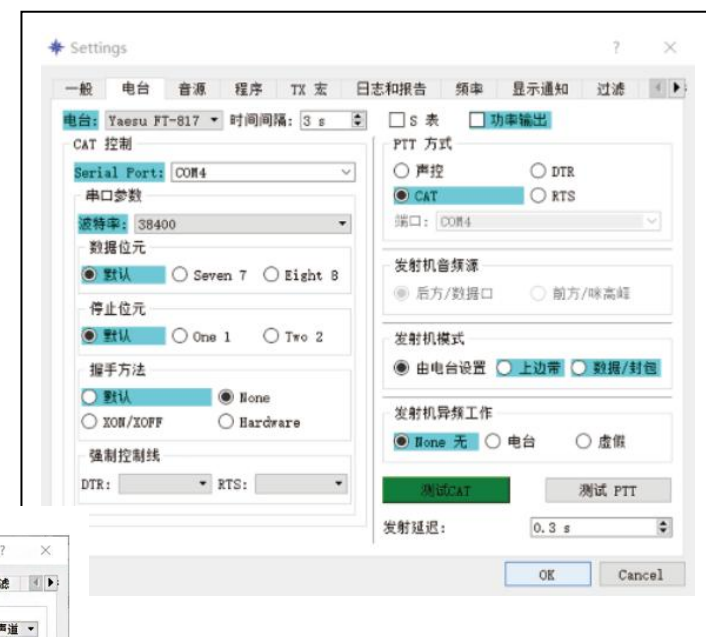 Settings ? ×
一般 电台 音源 程序 TX 宏 日志和报告 频率 显示通知 过滤
电台: Yaesu FT-817 时间间隔: 3 s
S 表 功率输出
CAT 控制
Serial Port: COM4
串口参数
波特率: 38400
数据位元
默认 Seven 7 Eight 8
停止位元
默认 One 1 Two 2
握手方法
默认 None
XON/XOFF Hardware
强制控制线
DTR: RTS:
PTT 方式
声控 DTR
CAT RTS
端口: COM4
发射机音频源
后方/数据口 前方/咪高峰
发射机模式
由电台设置 上边带 数据/封包
发射机异频工作
None 无 电台 虚假
测试CAT 测试 PTT
发射延迟: 0.3 s
OK Cancel
? ×
滤
声道